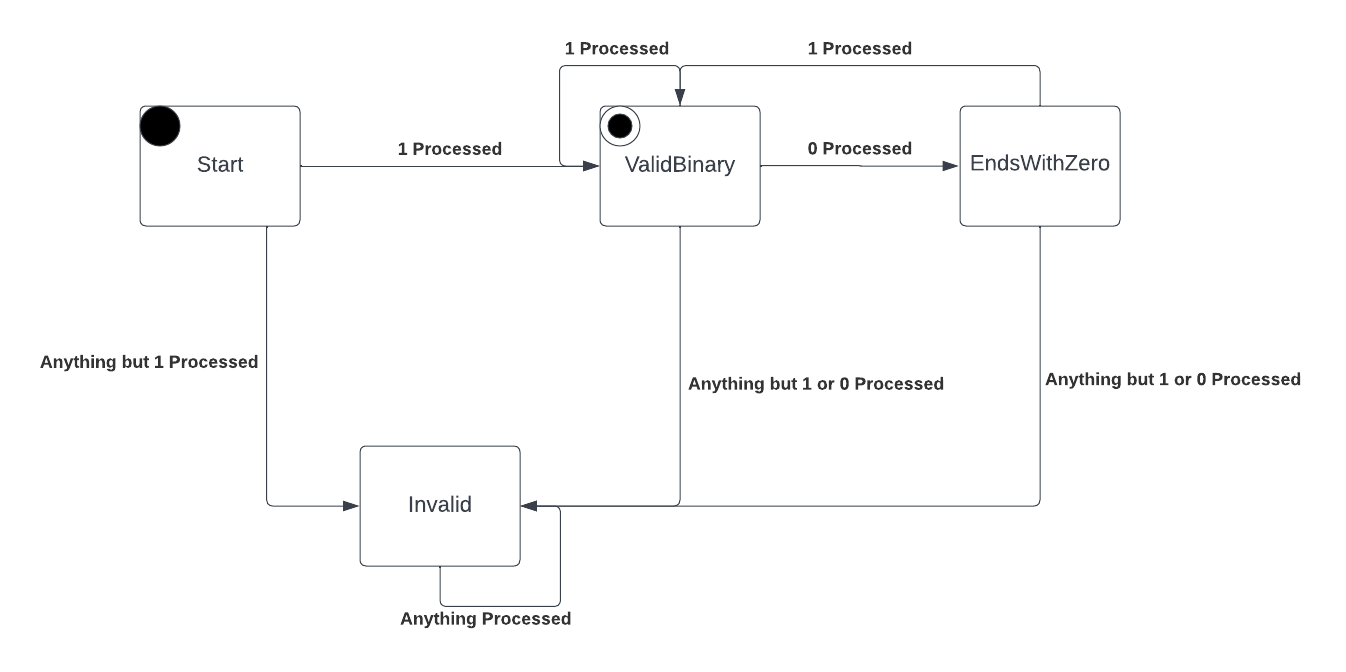 1 Processed
1 Processed
Start
1 Processed
ValidBinary
0 Processed
EndsWithZero
Anything but 1 Processed
Anything but 1 or 0 Processed
Anything but 1 or 0 Processed
Invalid
Anything Processed